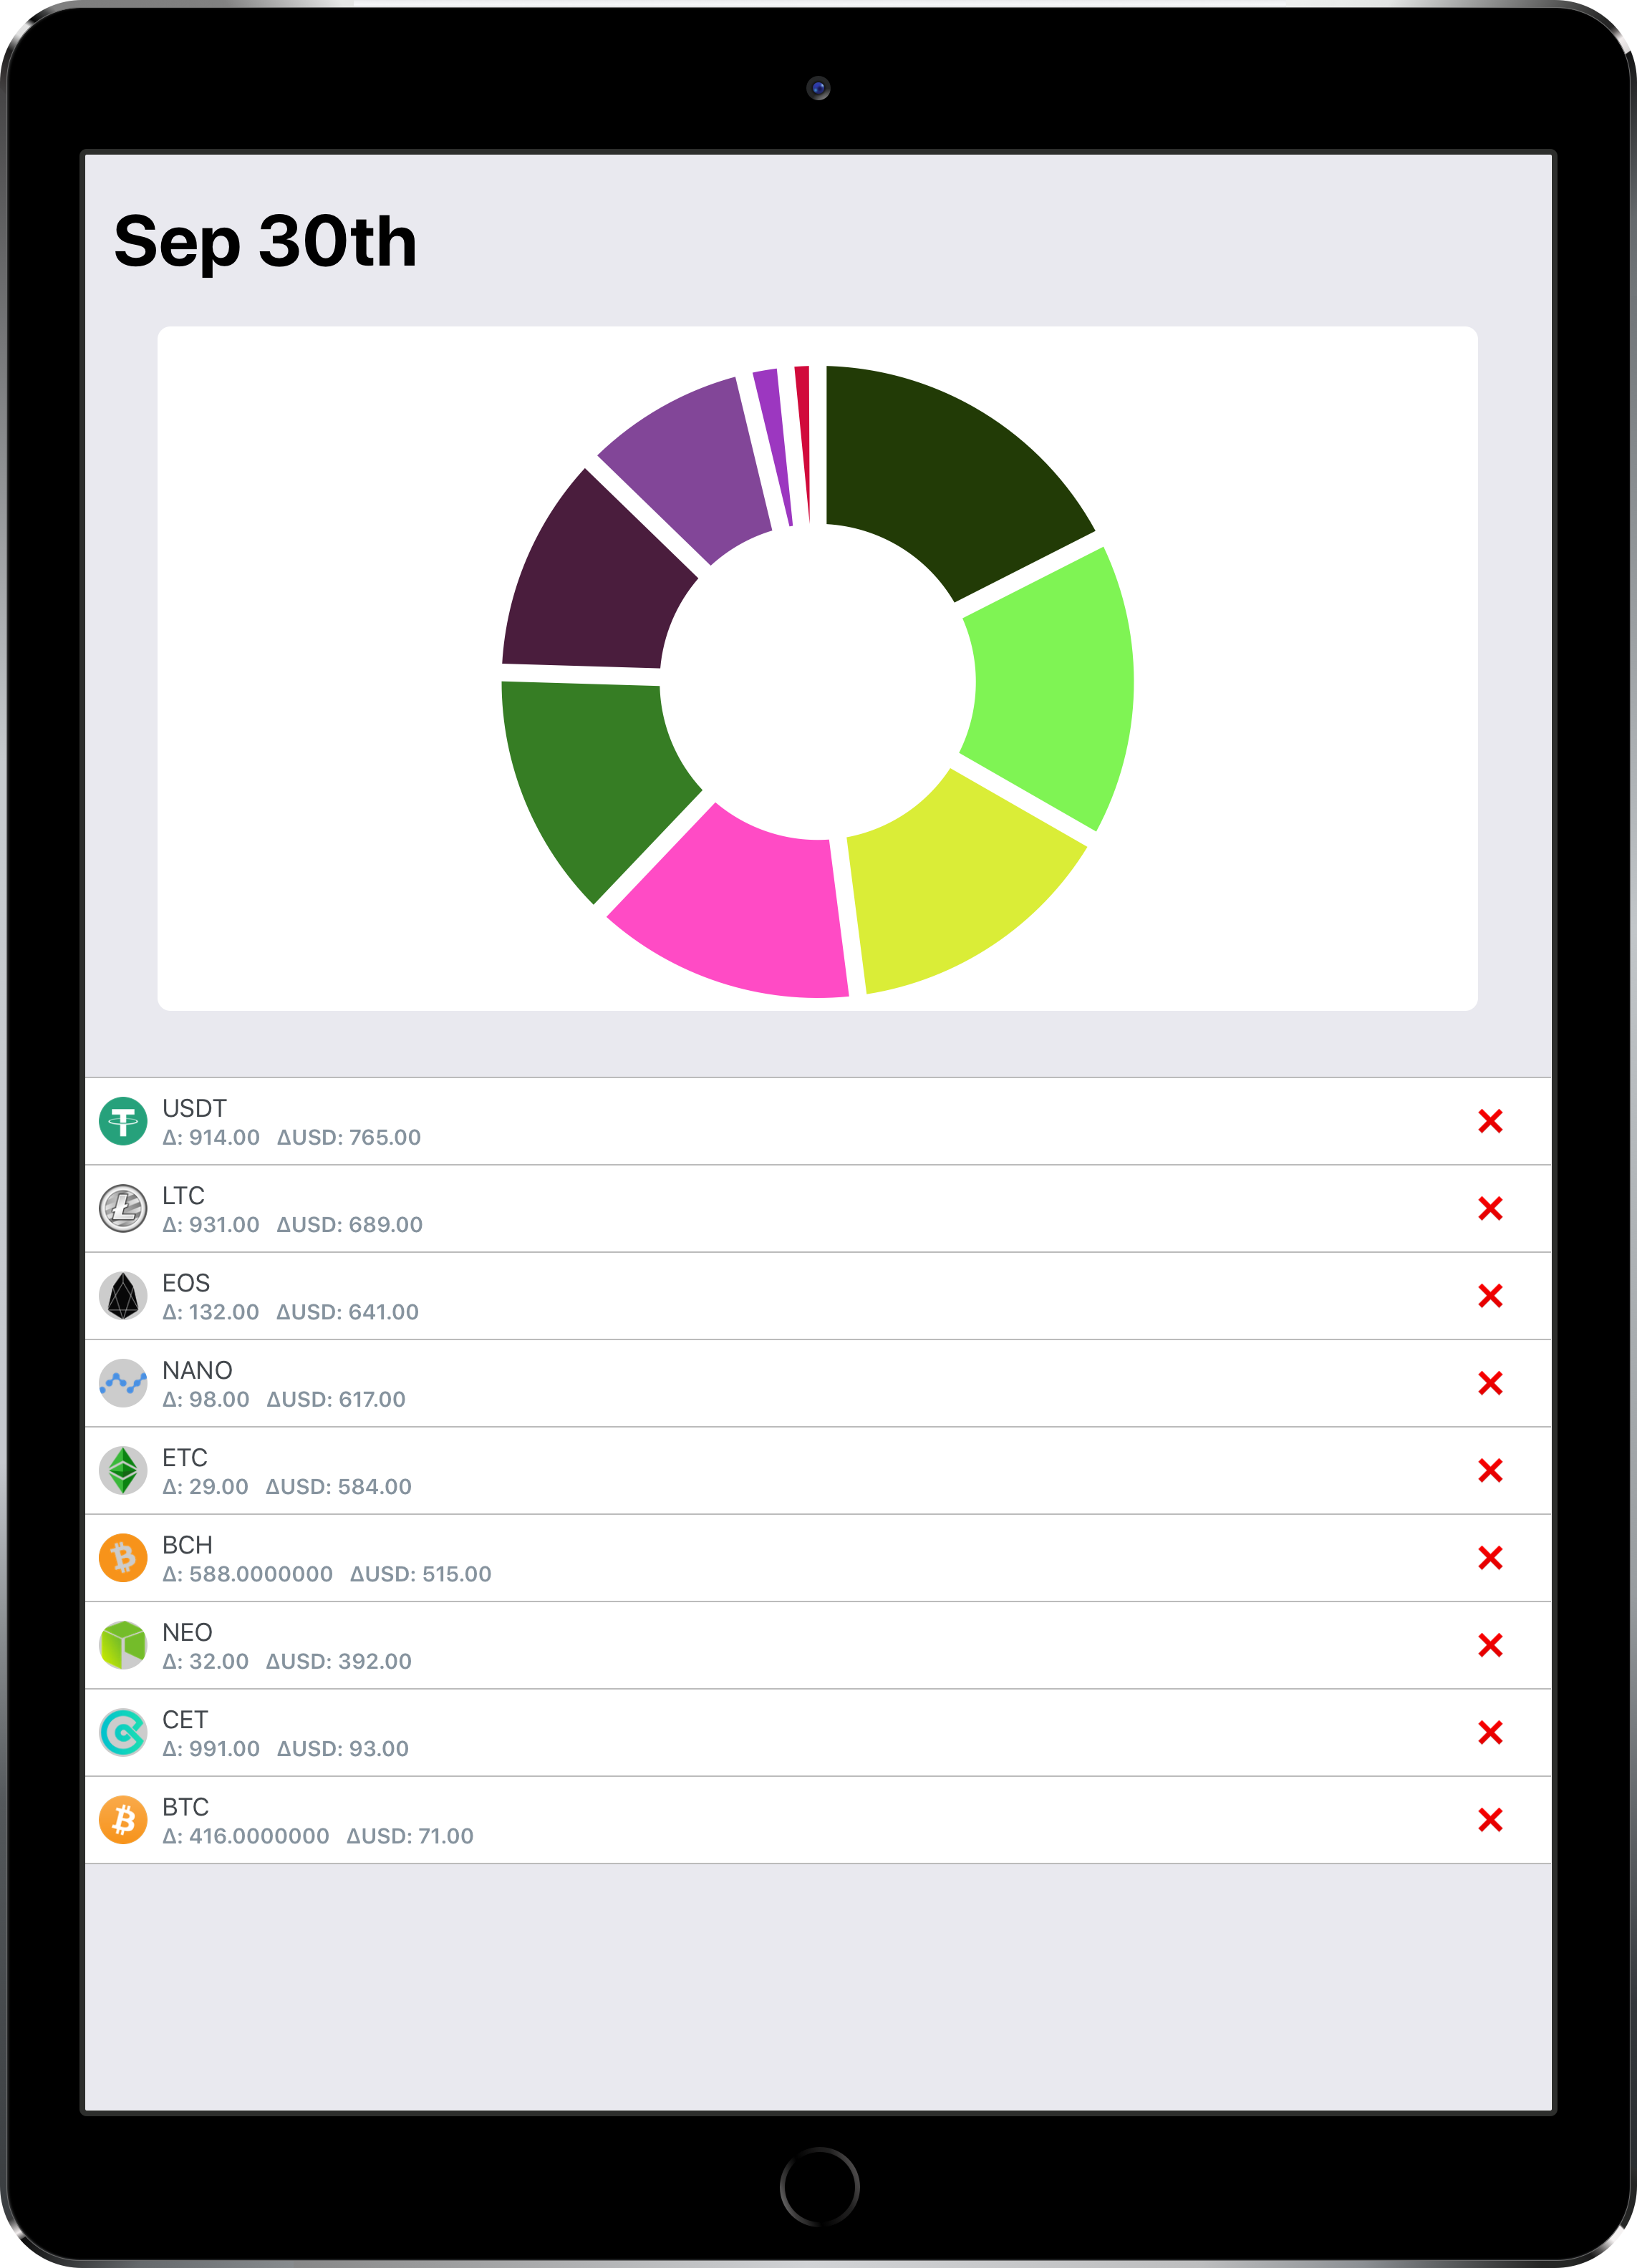 Sep 30th
USDT
Δ: 914.00 ΔUSD: 765.00
LTC
Δ: 931.00 ΔUSD: 689.00
EOS
Δ: 132.00 ΔUSD: 641.00
NANO
Δ: 98.00 ΔUSD: 617.00
ETC
Δ: 29.00 ΔUSD: 584.00
BCH
Δ: 588.0000000 ΔUSD: 515.00
NEO
Δ: 32.00 ΔUSD: 392.00
CET
Δ: 991.00 ΔUSD: 93.00
BTC
Δ: 416.0000000 ΔUSD: 71.00